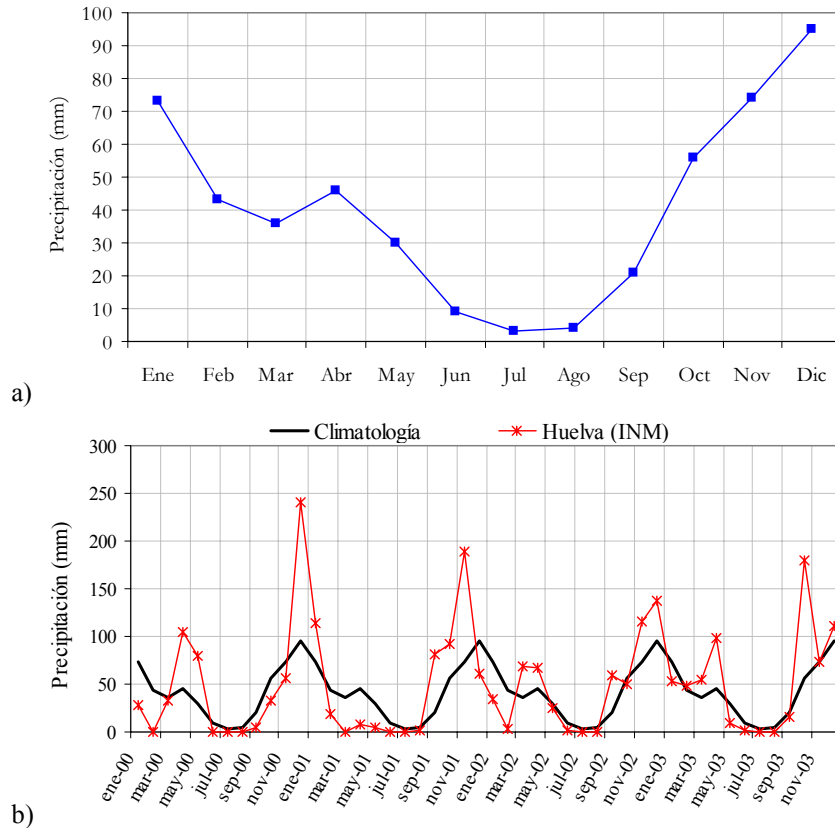 100
90
80
70
60
50
40
30
20
10
0
Precipitación (mm)
Ene Feb Mar Abr May Jun Jul Ago Sep Oct Nov Dic
a)
Climatología Huelva (INM)
300
250
200
150
100
50
0
Precipitación (mm)
ene-00 mar-00 may-00 jul-00 sep-00 nov-00 ene-01 mar-01 may-01 jul-01 sep-01 nov-01 ene-02 mar-02 may-02 jul-02 sep-02 nov-02 ene-03 mar-03 may-03 jul-03 sep-03 nov-03
b)